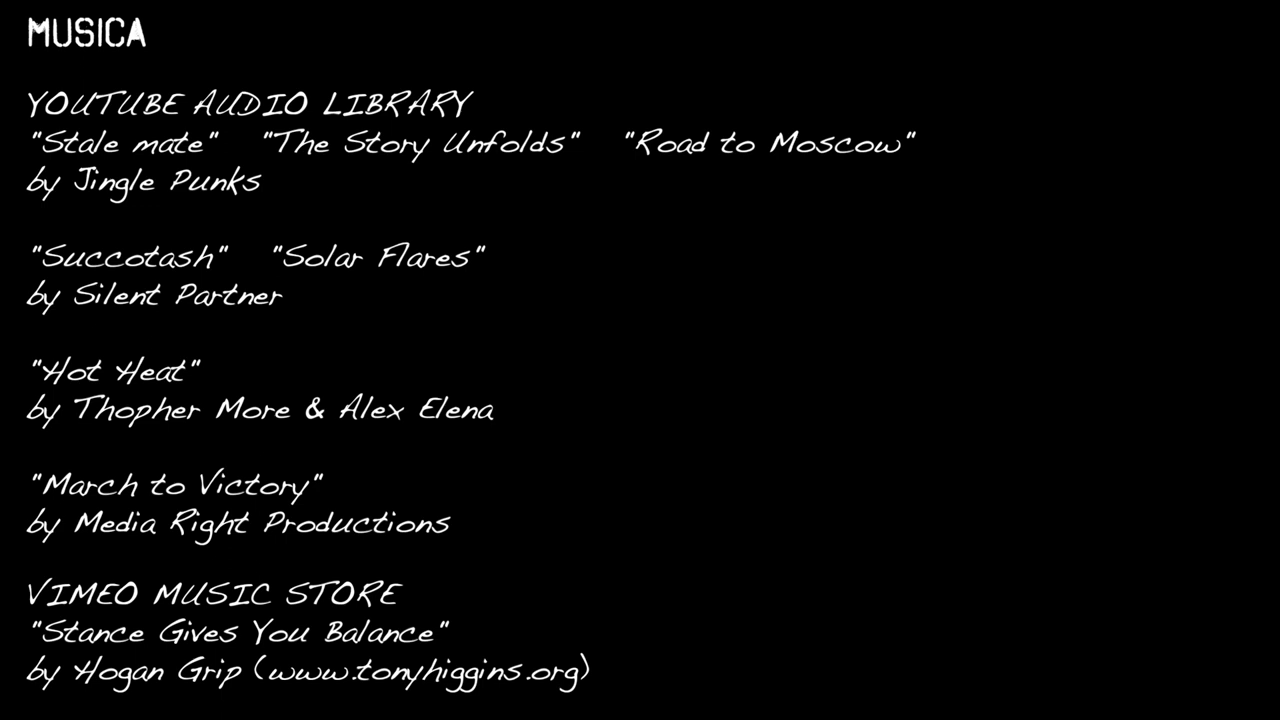 MUSICA
YOUTUBE AUDIO LIBRARY
"Stale mate" "The Story Unfolds" "Road to Moscow"
by Jingle Punks
"Succotash" "Solar Flares"
by Silent Partner
"Hot Heat"
by Thopher More & Alex Elena
"March to Victory"
by Media Right Productions
VIMEO MUSIC STORE
"Stance Gives You Balance"
by Hogan Grip (www.tonyhiggins.org)